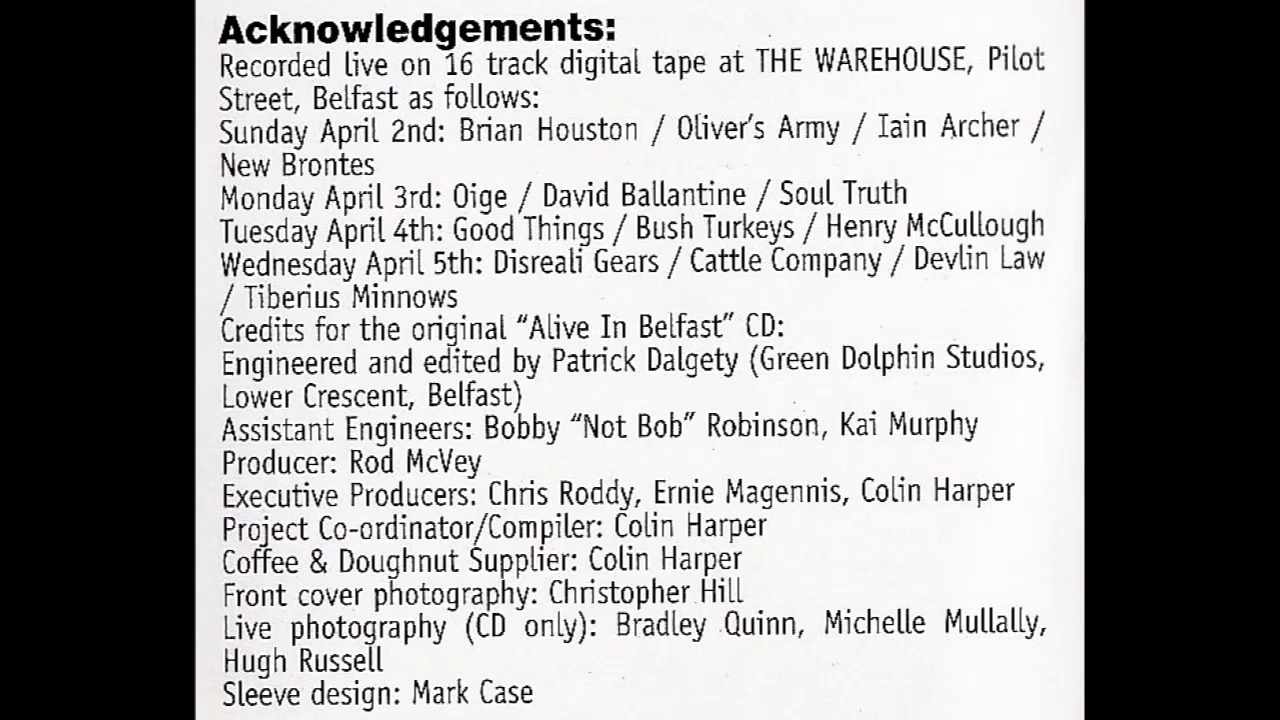 Acknowledgements:
Recorded live on 16 track digital tape at THE WAREHOUSE, Pilot
Street, Belfast as follows:
Sunday April 2nd: Brian Houston / Oliver's Army / Iain Archer /
New Brontes
Monday April 3rd: Oige / David Ballantine / Soul Truth
Tuesday April 4th: Good Things / Bush Turkeys / Henry McCullough
Wednesday April 5th: Disreali Gears / Cattle Company / Devlin Law
/ Tiberius Minnows
Credits for the original "Alive In Belfast" CD:
Engineered and edited by Patrick Dalgety (Green Dolphin Studios,
Lower Crescent, Belfast)
Assistant Engineers: Bobby "Not Bob" Robinson, Kai Murphy
Producer: Rod McVey
Executive Producers: Chris Roddy, Ernie Magennis, Colin Harper
Project Co-ordinator/Compiler: Colin Harper
Coffee & Doughnut Supplier: Colin Harper
Front cover photography: Christopher Hill
Live photography (CD only): Bradley Quinn, Michelle Mullally,
Hugh Russell
Sleeve design: Mark Case